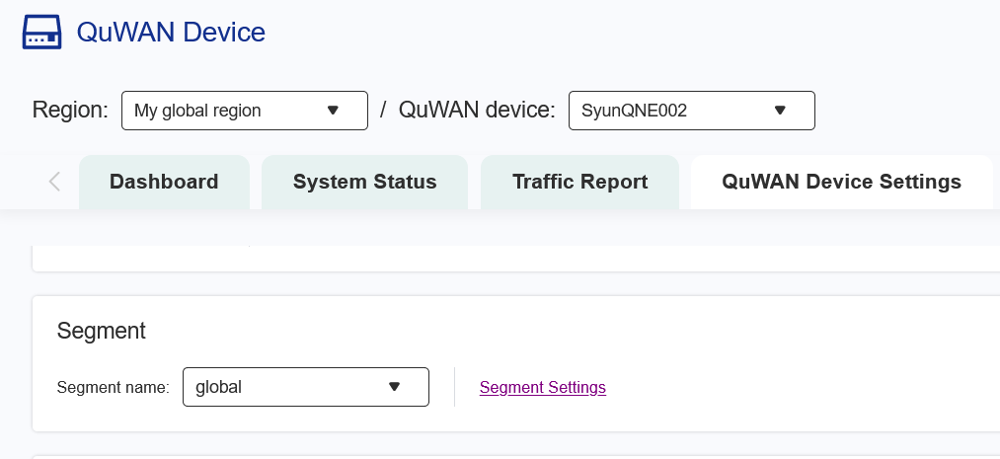 QuWAN Device
Region: My global region / QuWAN device: SyunQNE002
Dashboard System Status Traffic Report QuWAN Device Settings
Segment
Segment name: global Segment Settings